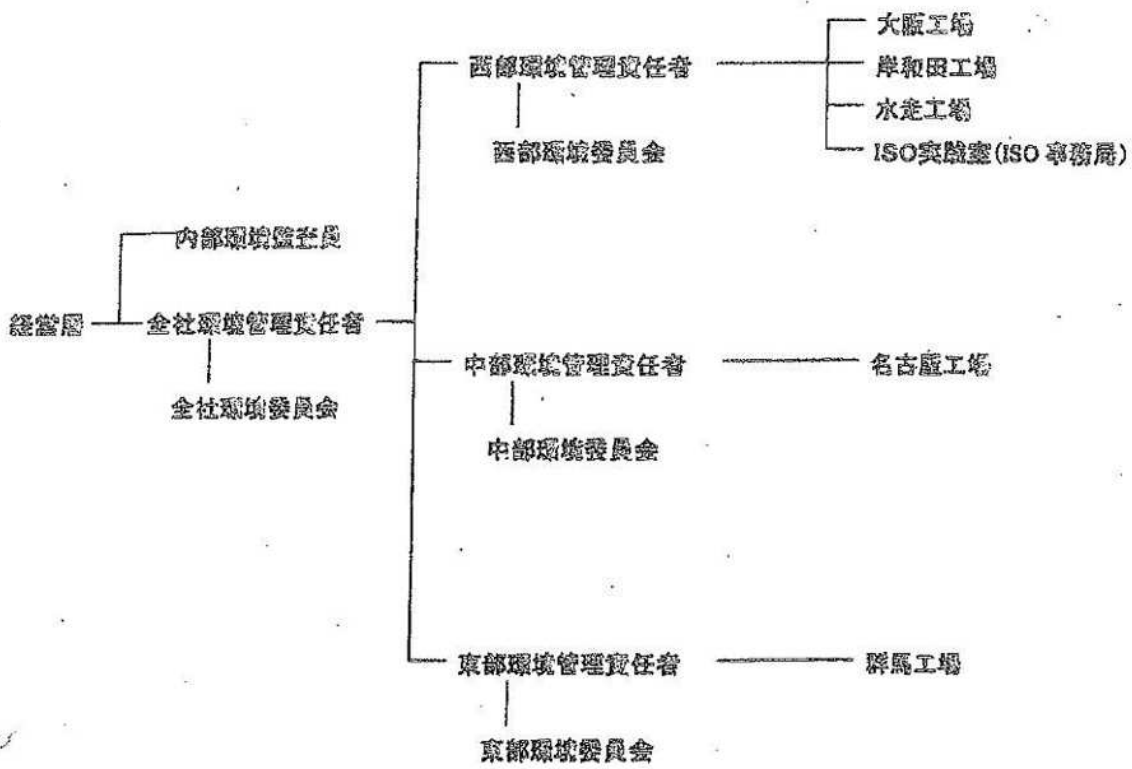 大阪工場
西部環境管理責任者
岸和田工場
水走工場
西部環境委員会
ISO実験室(ISO 事務局)
内部環境監査員
経営層
全社環境管理責任者
中部環境管理責任者
名古屋工場
全社環境委員会
中部環境委員会
東部環境管理責任者
群馬工場
東部環境委員会